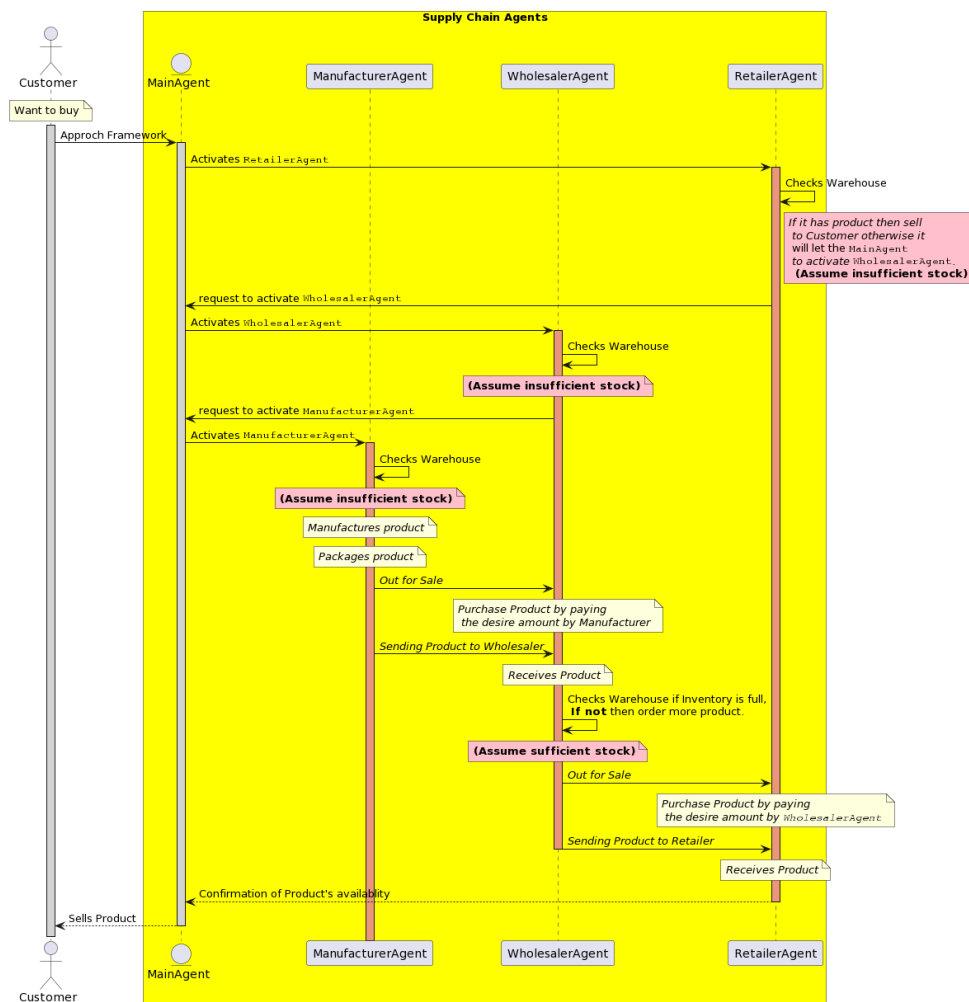 Supply Chain Agents
Customer
MainAgent
ManufacturerAgent
WholesalerAgent
RetailerAgent
Want to buy
Approch Framework
Activates RetailerAgent
Checks Warehouse
If it has product then sell
to Customer otherwise it
will let the MainAgent
to activate WholesalerAgent.
(Assume insufficient stock)
request to activate WholesalerAgent
Activates WholesalerAgent
Checks Warehouse
(Assume insufficient stock)
request to activate ManufacturerAgent
Activates ManufacturerAgent
Checks Warehouse
(Assume insufficient stock)
Manufactures product
Packages product
Out for Sale
Purchase Product by paying
the desire amount by Manufacturer
Sending Product to Wholesaler
Receives Product
Checks Warehouse if Inventory is full,
If not then order more product.
(Assume sufficient stock)
Out for Sale
Purchase Product by paying
the desire amount by WholesalerAgent
Sending Product to Retailer
Receives Product
Confirmation of Product's availablity
Sells Product
Customer
MainAgent
ManufacturerAgent
WholesalerAgent
RetailerAgent